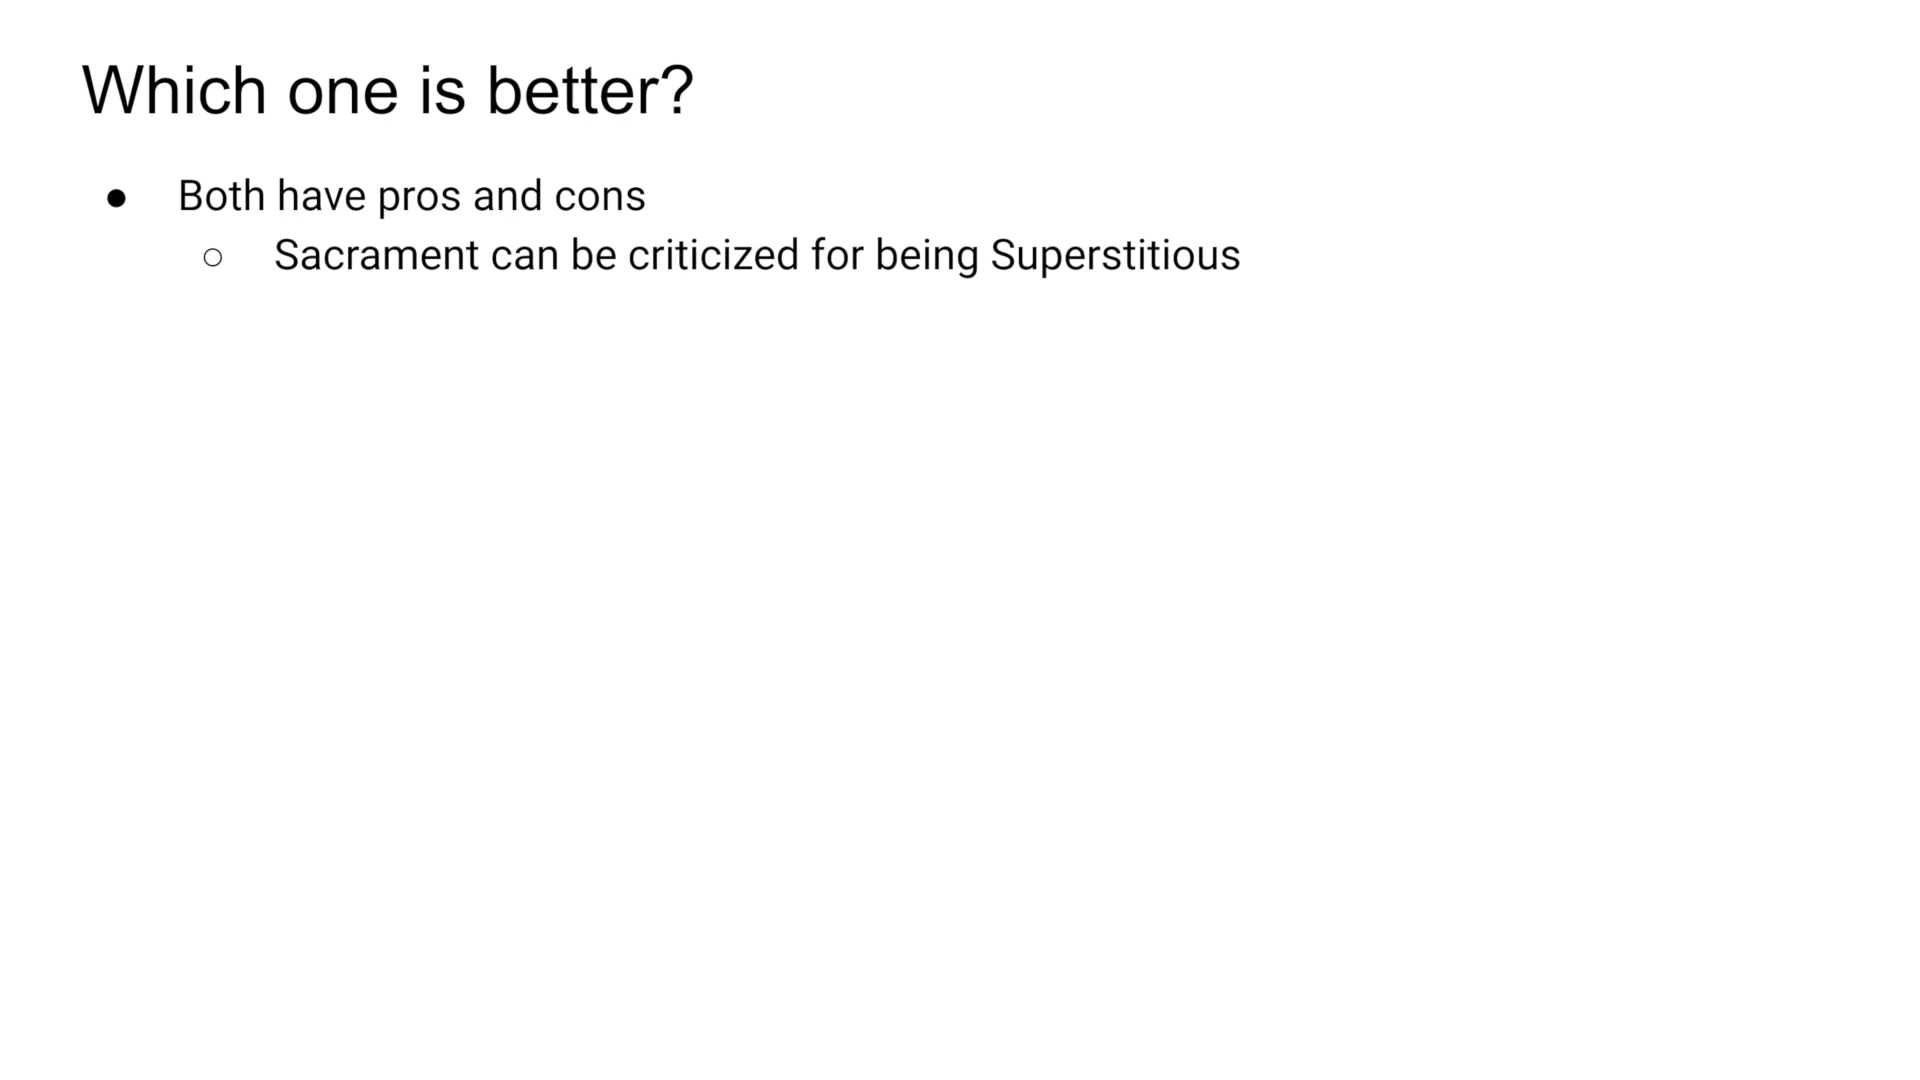 Which one is better?
● Both have pros and cons
○ Sacrament can be criticized for being Superstitious